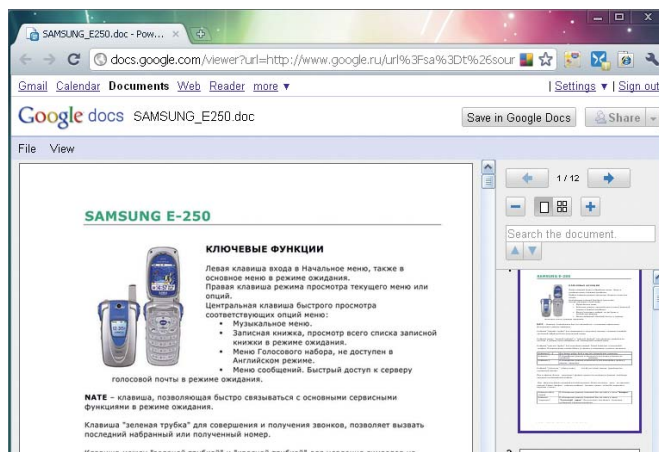 SAMSUNG_E250.doc - Pow...
docs.google.com/viewer?url=http://www.google.ru/url%3Fsa%3Dt%26sour
Gmail Calendar Documents Web Reader more ▼ | Settings ▼ | Sign out
Google docs SAMSUNG_E250.doc Save in Google Docs Share
File View
1 / 12
Search the document.
SAMSUNG E-250
КЛЮЧЕВЫЕ ФУНКЦИИ
Левая клавиша входа в Начальное меню, также в
основное меню в режиме ожидания.
Правая клавиша режима просмотра текущего меню или
опций.
Центральная клавиша быстрого просмотра
соответствующих опций меню:
• Музыкальное меню.
• Записная книжка, просмотр всего списка записной
книжки в режиме ожидания.
• Меню Голосового набора, не доступен в
Английском режиме.
• Меню сообщений. Быстрый доступ к серверу
голосовой почты в режиме ожидания.
NATE – клавиша, позволяющая быстро связываться с основными сервисными
функциями в режиме ожидания.
Клавиша "зеленая трубка" для совершения и получения звонков, позволяет вызвать
последний набранный или полученный номер.